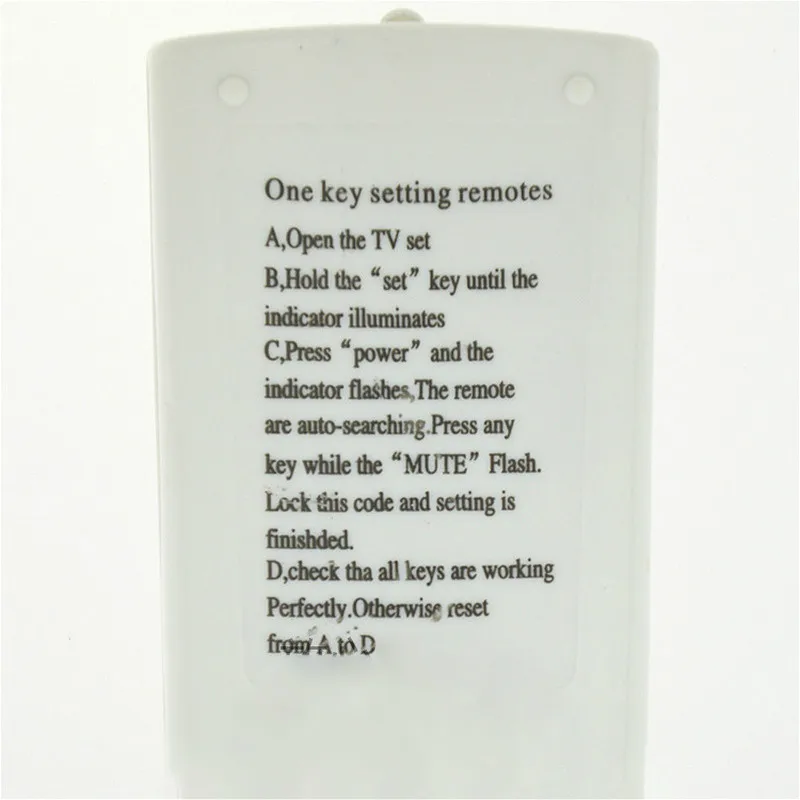 One key setting remotes
A,Open the TV set
B,Hold the “set” key until the
indicator illuminates
C,Press “power” and the
indicator flashes,The remote
are auto-searching.Press any
key while the “MUTE” Flash.
Lock this code and setting is
finishded.
D,check tha all keys are working
Perfectly.Otherwise reset
from A to D